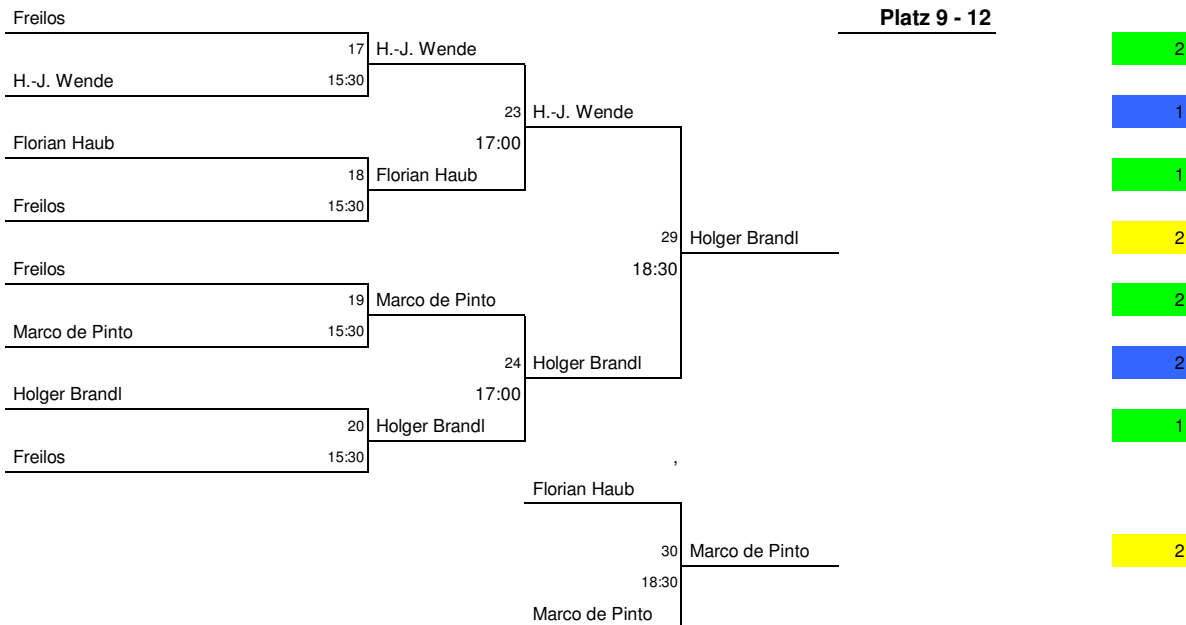 Freilos Platz 9 - 12
17 H.-J. Wende 2
H.-J. Wende 15:30
23 H.-J. Wende 1
Florian Haub 17:00
18 Florian Haub 1
Freilos 15:30
29 Holger Brandl 2
Freilos 18:30
19 Marco de Pinto 2
Marco de Pinto 15:30
24 Holger Brandl 2
Holger Brandl 17:00
20 Holger Brandl 1
Freilos 15:30 ,
Florian Haub
30 Marco de Pinto 2
18:30
Marco de Pinto